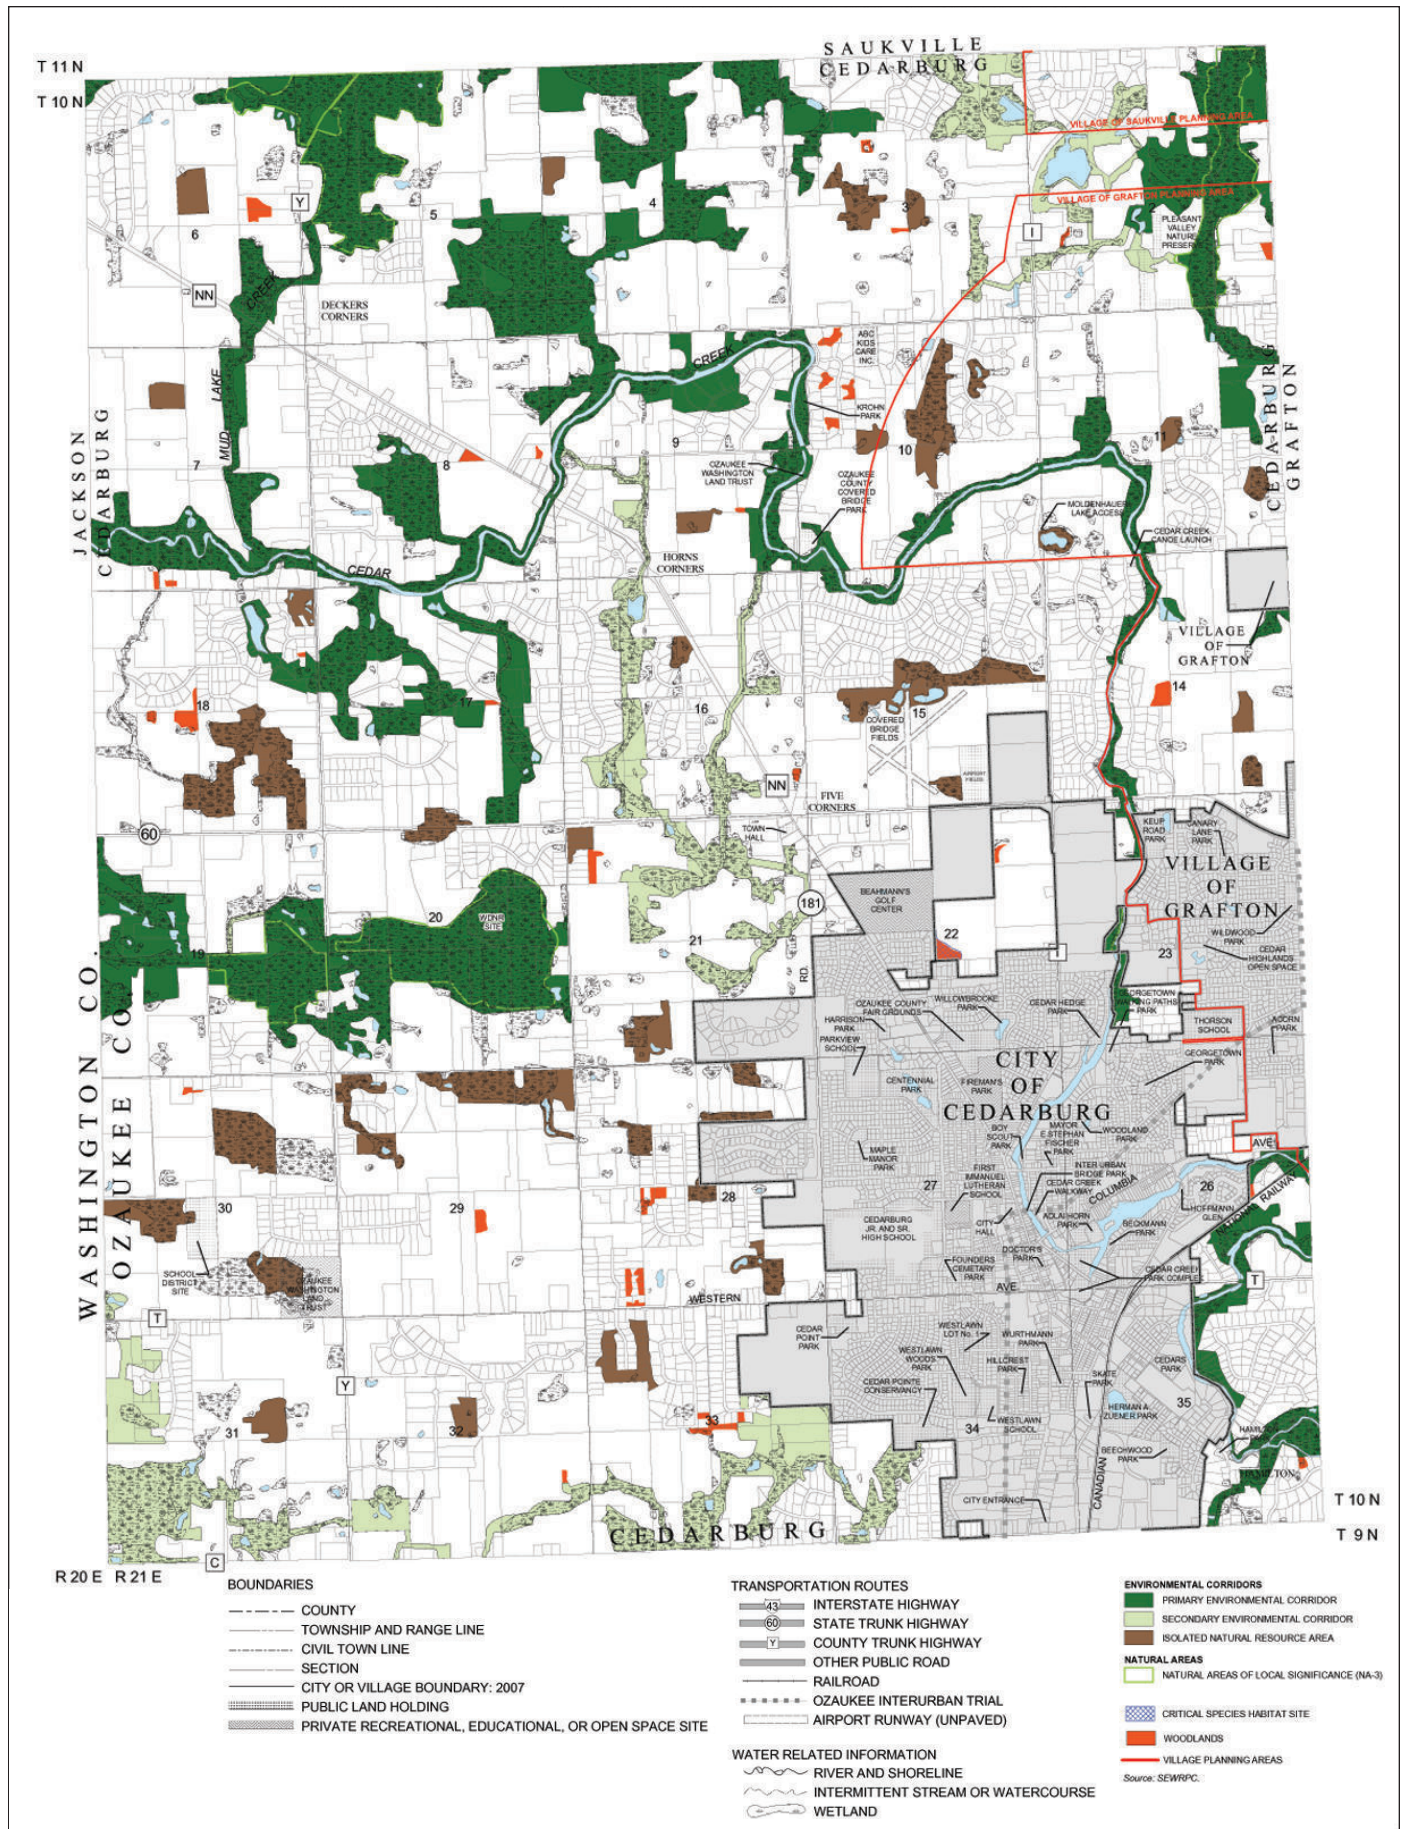 SAUKVILLE
CEDARBURG
T 11 N
T 10 N
VILLAGE OF SAUKVILLE PLANNING AREA
VILLAGE OF GRAFTON PLANNING AREA
Y
6
5
4
3
2
I
PLEASANT
VALLEY
NATURE
PRESERVE
NN
CREEK
DECKERS
CORNERS
ABC
KIDS
CARE
INC.
CREEK
KROHN
PARK
JACKSON
CEDARBURG
CEDARBURG
GRAFTON
LAKE
MUD
7
8
9
10
11
OZAUKEE
WASHINGTON
LAND TRUST
OZAUKEE
COUNTY
COVERED
BRIDGE
PARK
MOLDENHAUER
LAKE ACCESS
CEDAR CREEK
CANOE LAUNCH
HORNS
CORNERS
CEDAR
VILLAGE
OF
GRAFTON
18
17
16
15
14
COVERED
BRIDGE
FIELDS
AIRPORT
FIELDS
NN
FIVE
CORNERS
60
TOWN
HALL
KEUP
ROAD
PARK
CANARY
LANE
PARK
VILLAGE
OF
GRAFTON
BEAHMANN'S
GOLF
CENTER
181
WDNR
SITE
19
20
21
22
23
I
WILDWOOD
PARK
CEDAR
HIGHLANDS
OPEN SPACE
RD.
WASHINGTON CO.
OZAUKEE CO.
OZAUKEE COUNTY
FAIR GROUNDS
WILLOWBROOKE
PARK
CEDAR HEDGE
PARK
GEORGETOWN
WALKING PATHS
PARK
HARRISON
PARK
PARKVIEW
SCHOOL
THORSON
SCHOOL
ACORN
PARK
GEORGETOWN
PARK
CITY
OF
CEDARBURG
CENTENNIAL
PARK
FIREMAN'S
PARK
BOY
SCOUT
PARK
MAYOR
E.STEPHAN
FISCHER
PARK
WOODLAND
PARK
AVE.
MAPLE
MANOR
PARK
FIRST
IMMANUEL
LUTHERAN
SCHOOL
INTER URBAN
BRIDGE PARK
CEDAR CREEK
WALKWAY
COLUMBIA
30
29
28
27
26
HOFFMANN
GLEN
NATIONAL RAILWAY
CEDARBURG
JR. AND SR.
HIGH SCHOOL
CITY
HALL
ADLAI HORN
PARK
BECKMANN
PARK
DOCTOR'S
PARK
FOUNDERS
CEMETARY
PARK
CEDAR CREEK
PARK COMPLEX
T
SCHOOL
DISTRICT
SITE
OZAUKEE
WASHINGTON
LAND
TRUST
WESTERN
AVE.
T
CEDAR
POINT
PARK
WESTLAWN
LOT No. 1
WURTHMANN
PARK
WESTLAWN
WOODS
PARK
HILLCREST
PARK
CEDARS
PARK
Y
CEDAR POINTE
CONSERVANCY
SKATE
PARK
HERMAN A.
ZUENER PARK
35
31
32
33
34
WESTLAWN
SCHOOL
HAMILTON
PARK
BEECHWOOD
PARK
HAMILTON
CANADIAN
CITY ENTRANCE
T 10 N
T 9 N
CEDARBURG
C
R 20 E R 21 E
BOUNDARIES
COUNTY
TOWNSHIP AND RANGE LINE
CIVIL TOWN LINE
SECTION
CITY OR VILLAGE BOUNDARY: 2007
PUBLIC LAND HOLDING
PRIVATE RECREATIONAL, EDUCATIONAL, OR OPEN SPACE SITE
TRANSPORTATION ROUTES
43 INTERSTATE HIGHWAY
60 STATE TRUNK HIGHWAY
Y COUNTY TRUNK HIGHWAY
OTHER PUBLIC ROAD
RAILROAD
OZAUKEE INTERURBAN TRIAL
AIRPORT RUNWAY (UNPAVED)
WATER RELATED INFORMATION
RIVER AND SHORELINE
INTERMITTENT STREAM OR WATERCOURSE
WETLAND
ENVIRONMENTAL CORRIDORS
PRIMARY ENVIRONMENTAL CORRIDOR
SECONDARY ENVIRONMENTAL CORRIDOR
ISOLATED NATURAL RESOURCE AREA
NATURAL AREAS
NATURAL AREAS OF LOCAL SIGNIFICANCE (NA-3)
CRITICAL SPECIES HABITAT SITE
WOODLANDS
VILLAGE PLANNING AREAS
Source: SEWRPC.